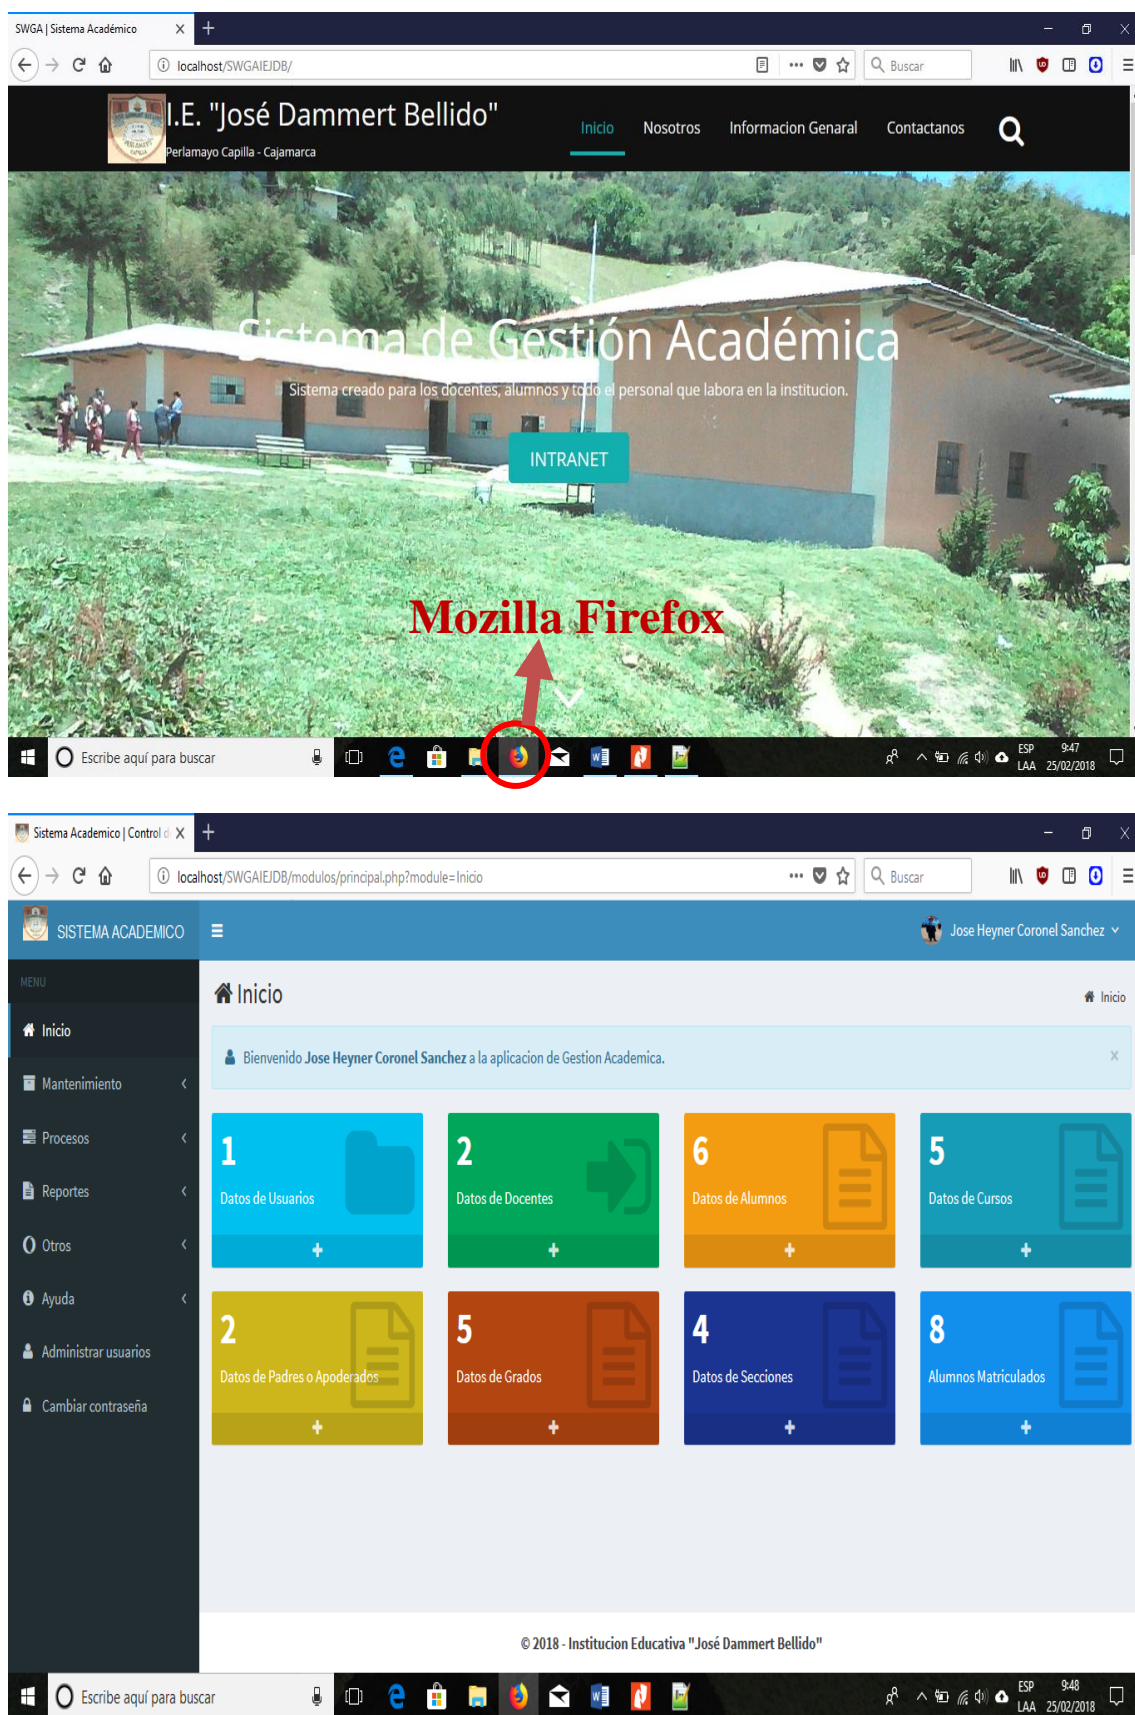 SWGA | Sistema Académico
localhost/SWGAIEJDB/
Buscar
I.E. "José Dammert Bellido"
Perlamayo Capilla - Cajamarca
Inicio Nosotros Informacion Genaral Contactanos
Sistema de Gestión Académica
Sistema creado para los docentes, alumnos y todo el personal que labora en la institucion.
INTRANET
Mozilla Firefox
Escribe aquí para buscar
ESP
LAA
9:47
25/02/2018
Sistema Academico | Control d
localhost/SWGAIEJDB/modulos/principal.php?module=Inicio
Buscar
SISTEMA ACADEMICO
Jose Heyner Coronel Sanchez
MENU
Inicio
Mantenimiento
Procesos
Reportes
Otros
Ayuda
Administrar usuarios
Cambiar contraseña
Inicio
Inicio
Bienvenido Jose Heyner Coronel Sanchez a la aplicacion de Gestion Academica.
1
Datos de Usuarios
2
Datos de Docentes
6
Datos de Alumnos
5
Datos de Cursos
2
Datos de Padres o Apoderados
5
Datos de Grados
4
Datos de Secciones
8
Alumnos Matriculados
© 2018 - Institucion Educativa "José Dammert Bellido"
Escribe aquí para buscar
ESP
LAA
9:48
25/02/2018